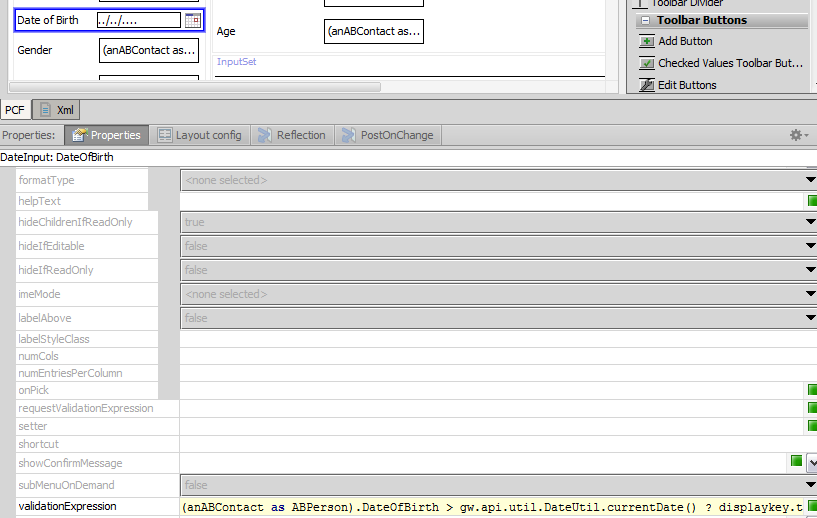 Toolbar Divider
Date of Birth ../../....
Toolbar Buttons
Age (anABContact as...
Add Button
Gender (anABContact as...
InputSet
Checked Values Toolbar But...
Edit Buttons
PCF Xml
Properties: Properties Layout config Reflection PostOnChange
DateInput: DateOfBirth
formatType <none selected>
helpText
hideChildrenIfReadOnly true
hideIfEditable false
hideIfReadOnly false
imeMode <none selected>
labelAbove false
labelStyleClass
numCols
numEntriesPerColumn
onPick
requestValidationExpression
setter
shortcut
showConfirmMessage
subMenuOnDemand false
validationExpression (anABContact as ABPerson).DateOfBirth > gw.api.util.DateUtil.currentDate() ? displaykey.t